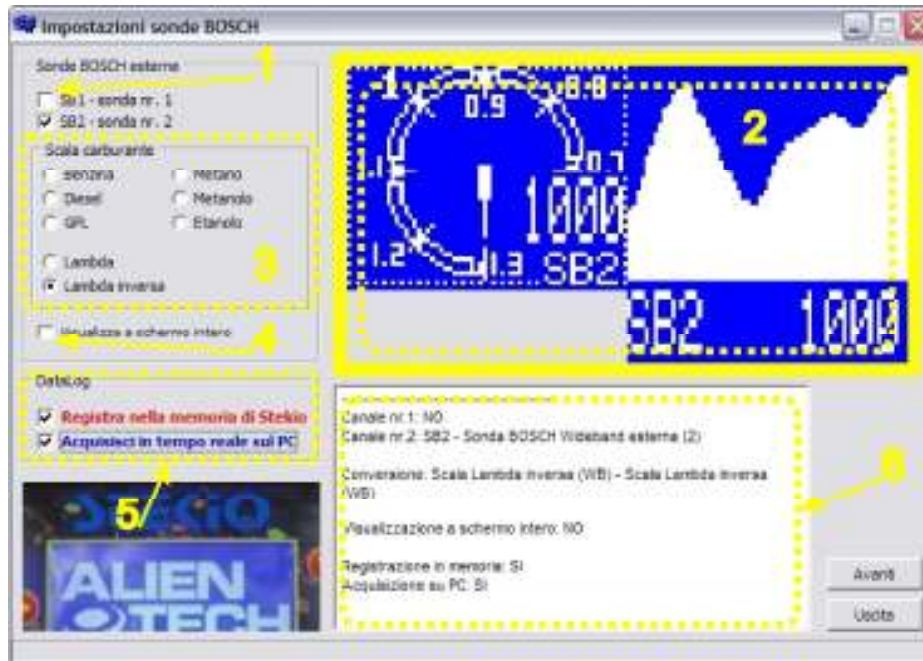 Impostazioni sonde BOSCH
Sonde BOSCH esterne
1
SB1 - sonda nr. 1
SB2 - sonda nr. 2
Scala carburante
Benzina
Metano
Diesel
Metanolo
GPL
Etanolo
3
Lambda
Lambda inversa
Visualizza a schermo intero
4
DataLog
Registra nella memoria di Stekio
Acquisisci in tempo reale sul PC
5
ALIEN
TECH
1
0.9
0.8
0.7
1.1
1000
1.2
1.3
SB2
2
SB2 1000
Canale nr.1: NO
Canale nr.2: SB2 - Sonda BOSCH Wideband esterna (2)
Conversione: Scala Lambda inversa (WB) - Scala Lambda inversa
(WB)
Visualizzazione a schermo intero: NO
Registrazione in memoria: SI
Acquisizione su PC: SI
6
Avanti
Uscita